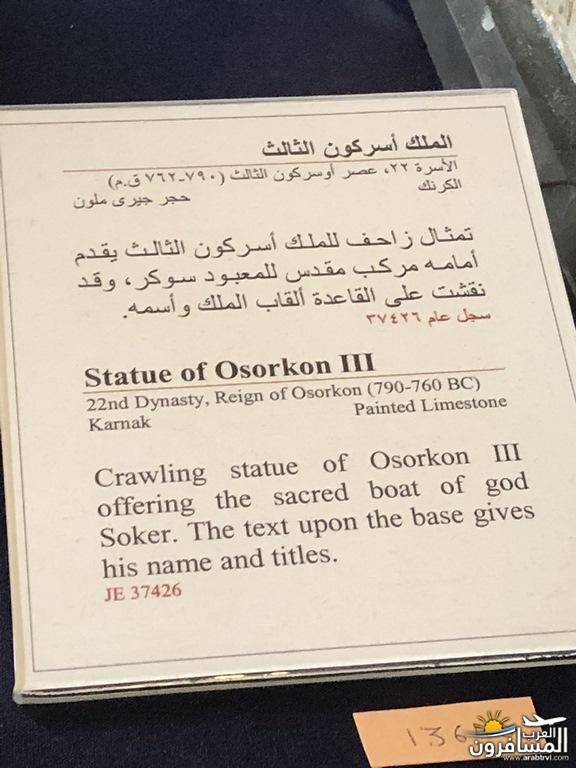 الملك أسركون الثالث
الأسرة ٢٢، عصر أوسركون الثالث (٧٩٠-٧٦٢ ق.م)
الكرنك
حجر جيرى ملون
تمثال زاحف للملك أسركون الثالث يقدم
أمامه مركب مقدس للمعبود سوكر، وقد
نقشت على القاعدة ألقاب الملك وأسمه.
سجل عام ٣٧٤٢٦
Statue of Osorkon III
22nd Dynasty, Reign of Osorkon (790-760 BC)
Karnak Painted Limestone
Crawling statue of Osorkon III
offering the sacred boat of god
Soker. The text upon the base gives
his name and titles.
JE 37426
136
العرب
المسافرون
www.arabtrvl.com